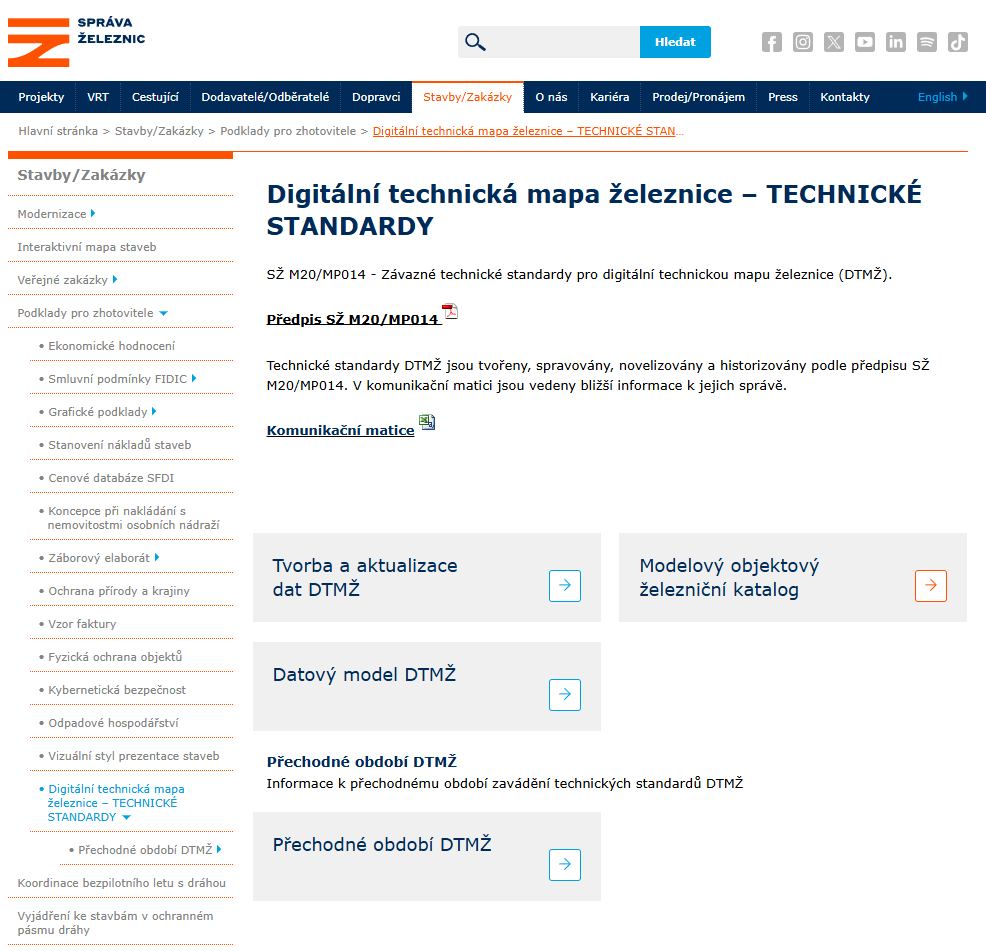 SPRÁVA
ŽELEZNIC
Hledat
Projekty VRT Cestující Dodavatelé/Odběratelé Dopravci Stavby/Zakázky O nás Kariéra Prodej/Pronájem Press Kontakty English
Hlavní stránka > Stavby/Zakázky > Podklady pro zhotovitele > Digitální technická mapa železnice – TECHNICKÉ STAN...
Stavby/Zakázky
Modernizace
Interaktivní mapa staveb
Veřejné zakázky
Podklady pro zhotovitele
• Ekonomické hodnocení
• Smluvní podmínky FIDIC
• Grafické podklady
• Stanovení nákladů staveb
• Cenové databáze SFDI
• Koncepce při nakládání s
nemovitostmi osobních nádraží
• Záborový elaborát
• Ochrana přírody a krajiny
• Vzor faktury
• Fyzická ochrana objektů
• Kybernetická bezpečnost
• Odpadové hospodářství
• Vizuální styl prezentace staveb
• Digitální technická mapa
železnice – TECHNICKÉ
STANDARDY
• Přechodné období DTMŽ
Koordinace bezpilotního letu s dráhou
Vyjádření ke stavbám v ochranném
pásmu dráhy
Digitální technická mapa železnice – TECHNICKÉ
STANDARDY
SŽ M20/MP014 - Závazné technické standardy pro digitální technickou mapu železnice (DTMŽ).
Předpis SŽ M20/MP014
Technické standardy DTMŽ jsou tvořeny, spravovány, novelizovány a historizovány podle předpisu SŽ
M20/MP014. V komunikační matici jsou vedeny bližší informace k jejich správě.
Komunikační matice
Tvorba a aktualizace
dat DTMŽ
Modelový objektový
železniční katalog
Datový model DTMŽ
Přechodné období DTMŽ
Informace k přechodnému období zavádění technických standardů DTMŽ
Přechodné období DTMŽ